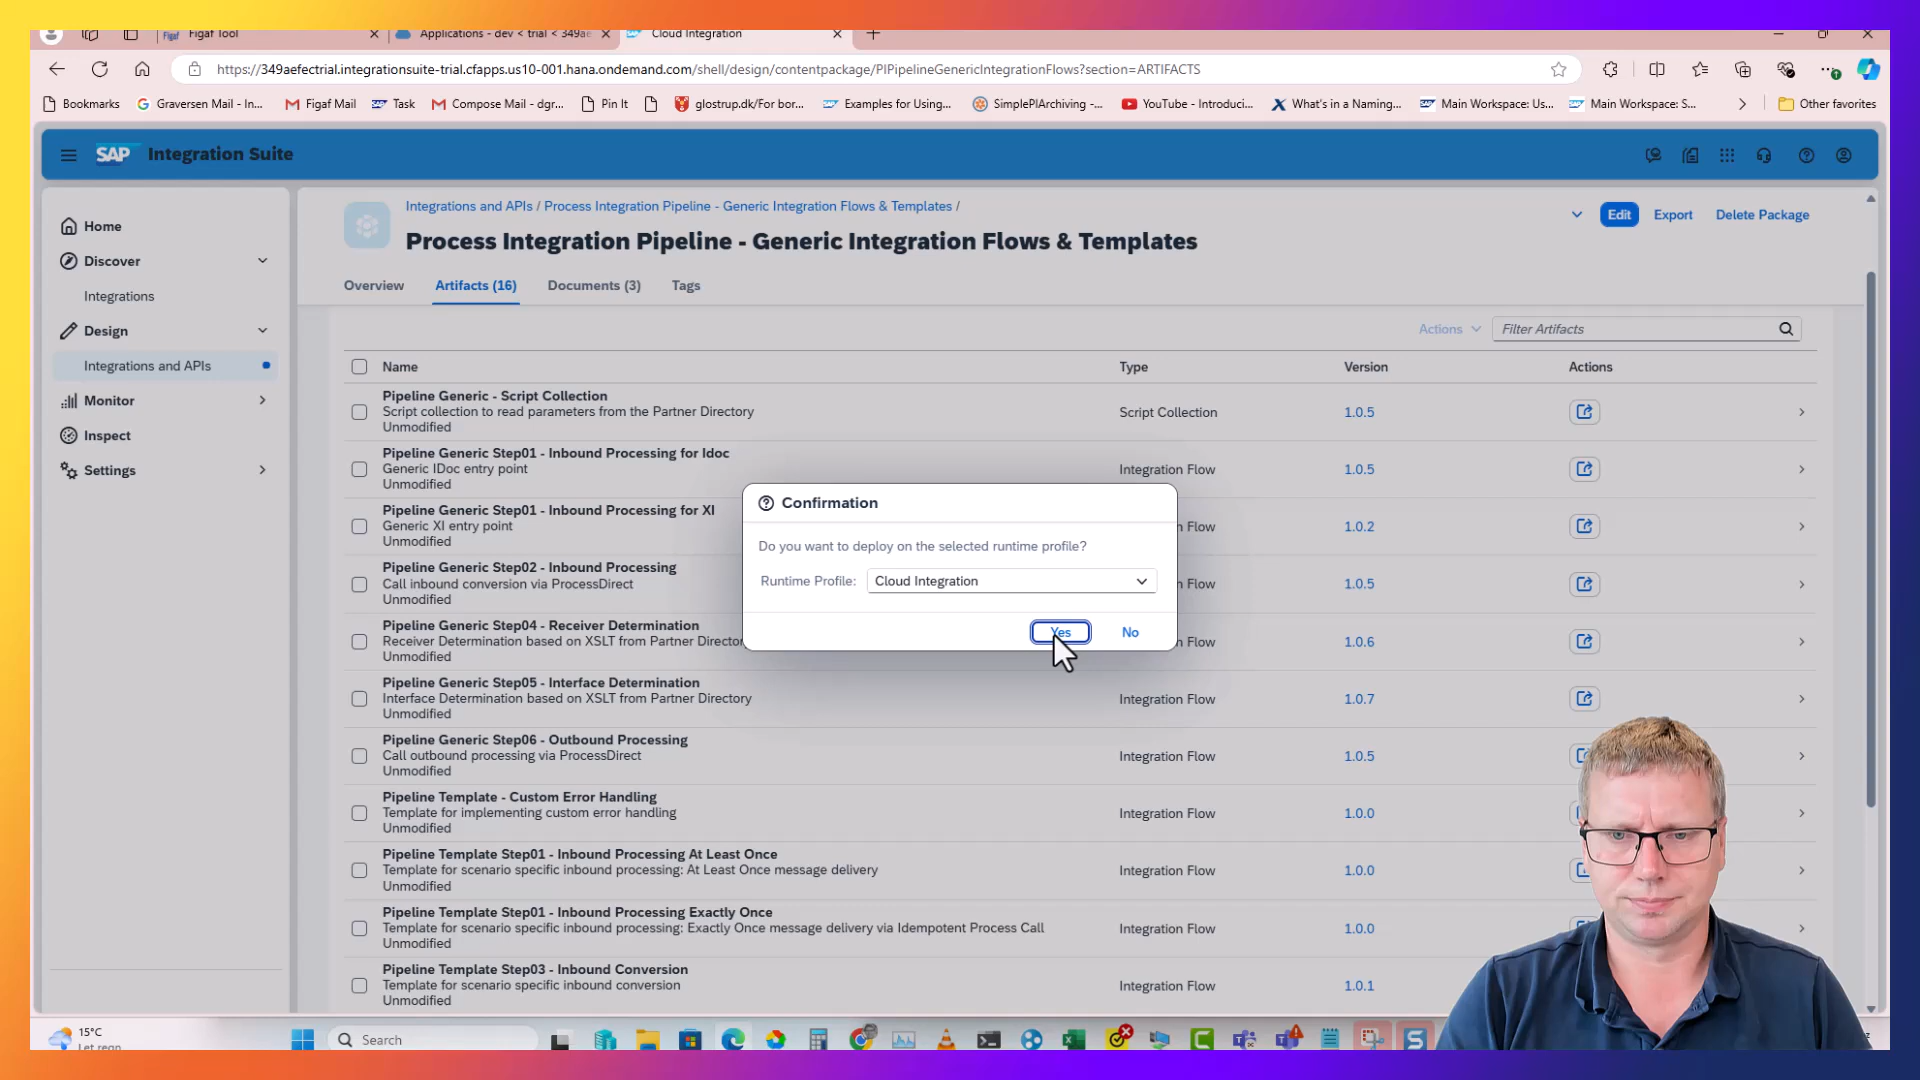 Figaf
Figaf Tool
Applications - dev < trial < 349ae
Cloud Integration
https://349aefectrial.integrationsuite-trial.cfapps.us10-001.hana.ondemand.com/shell/design/contentpackage/PIPipelineGenericIntegrationFlows?section=ARTIFACTS
Bookmarks
Graversen Mail - In...
Figaf Mail
Task
Compose Mail - dgr...
Pin It
glostrup.dk/For bor...
Examples for Using...
SimplePIArchiving -...
YouTube - Introduci...
What's in a Naming...
Main Workspace: Us...
Main Workspace: S...
Other favorites
SAP Integration Suite
Home
Discover
Integrations
Design
Integrations and APIs
Monitor
Inspect
Settings
Integrations and APIs / Process Integration Pipeline - Generic Integration Flows & Templates /
Process Integration Pipeline - Generic Integration Flows & Templates
Edit
Export
Delete Package
Overview
Artifacts (16)
Documents (3)
Tags
Actions
Filter Artifacts
Name
Type
Version
Actions
Pipeline Generic - Script Collection
Script collection to read parameters from the Partner Directory
Unmodified
Script Collection
1.0.5
Pipeline Generic Step01 - Inbound Processing for Idoc
Generic IDoc entry point
Unmodified
Integration Flow
1.0.5
Pipeline Generic Step01 - Inbound Processing for XI
Generic XI entry point
Unmodified
Flow
1.0.2
Pipeline Generic Step02 - Inbound Processing
Call inbound conversion via ProcessDirect
Unmodified
Flow
1.0.5
Pipeline Generic Step04 - Receiver Determination
Receiver Determination based on XSLT from Partner Director
Unmodified
Flow
1.0.6
Pipeline Generic Step05 - Interface Determination
Interface Determination based on XSLT from Partner Directory
Unmodified
Integration Flow
1.0.7
Pipeline Generic Step06 - Outbound Processing
Call outbound processing via ProcessDirect
Unmodified
Integration Flow
1.0.5
Pipeline Template - Custom Error Handling
Template for implementing custom error handling
Unmodified
Integration Flow
1.0.0
Pipeline Template Step01 - Inbound Processing At Least Once
Template for scenario specific inbound processing: At Least Once message delivery
Unmodified
Integration Flow
1.0.0
Pipeline Template Step01 - Inbound Processing Exactly Once
Template for scenario specific inbound processing: Exactly Once message delivery via Idempotent Process Call
Unmodified
Integration Flow
1.0.0
Pipeline Template Step03 - Inbound Conversion
Template for scenario specific inbound conversion
Unmodified
Integration Flow
1.0.1
Confirmation
Do you want to deploy on the selected runtime profile?
Runtime Profile:
Cloud Integration
Yes
No
15°C
Search